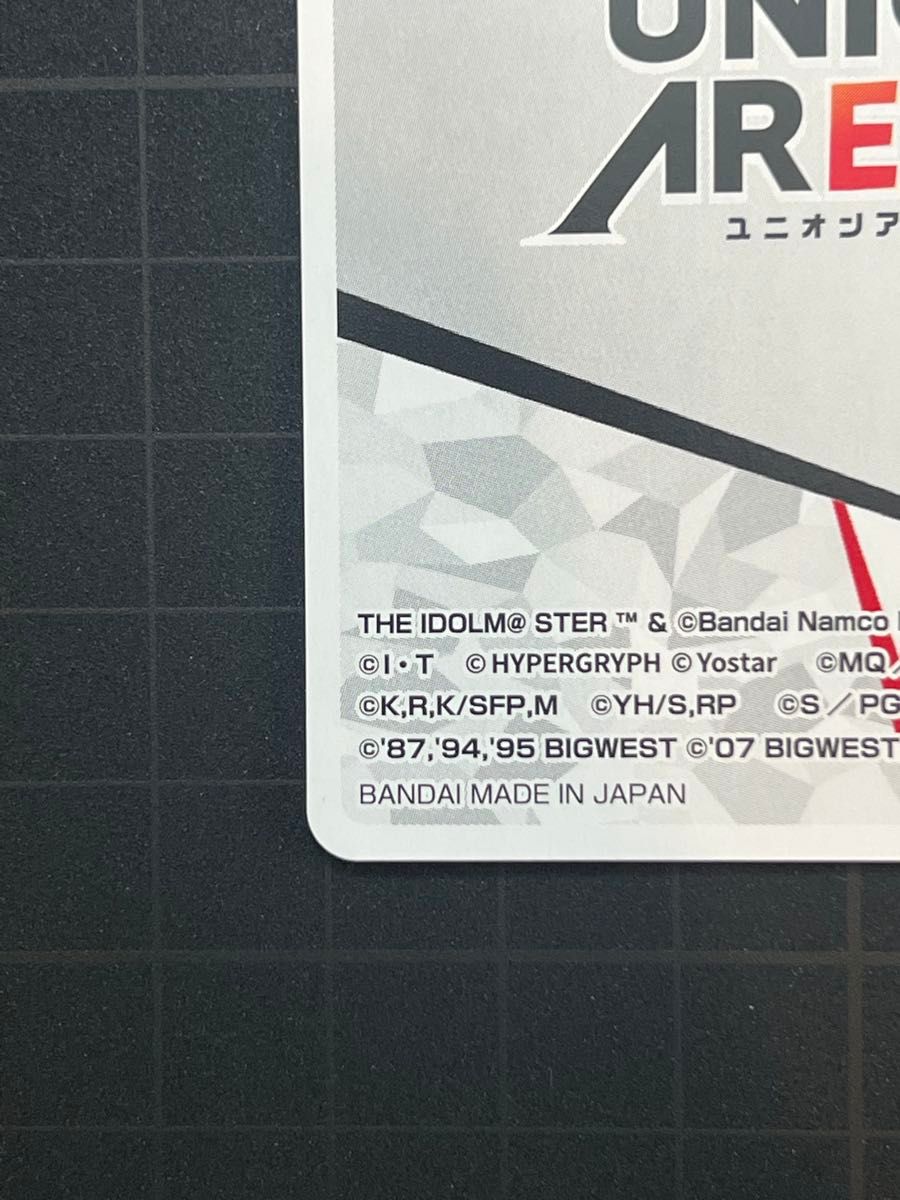 UNI
ARE
ユニオンア
THE IDOLM@ STER ™ & ©Bandai Namco
©I・T ©HYPERGRYPH ©Yostar ©MQ／
©K,R,K/SFP,M ©YH/S,RP ©S／PG
©'87,'94,'95 BIGWEST ©'07 BIGWEST
BANDAI MADE IN JAPAN